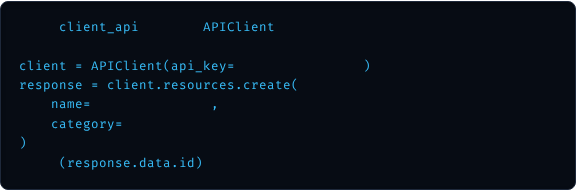 client_api APIClient
client = APIClient(api_key= )
response = client.resources.create(
name= ,
category=
)
(response.data.id)